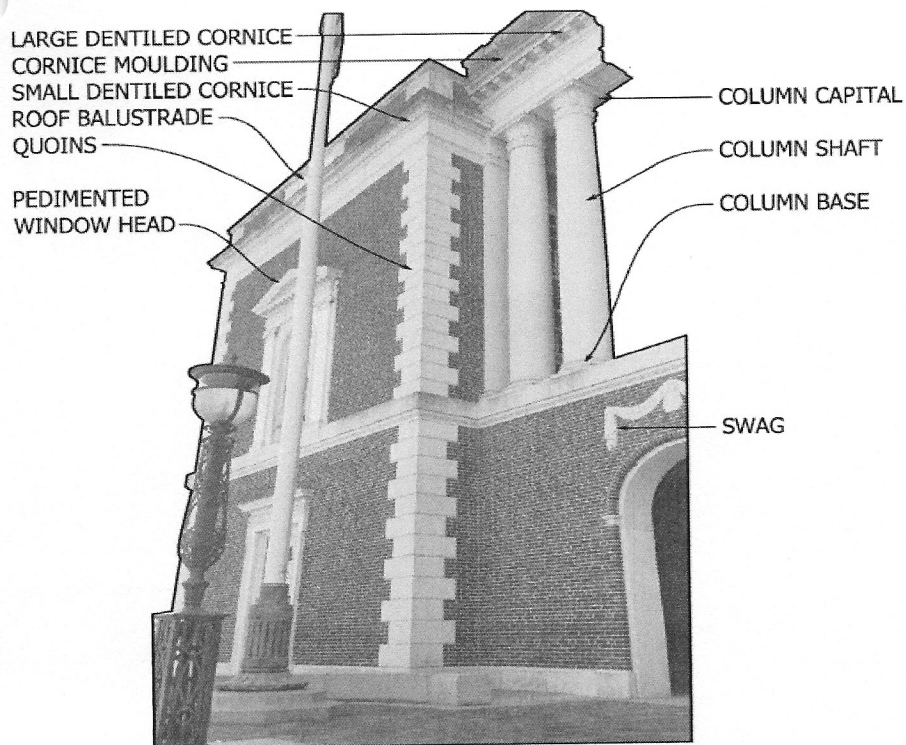 LARGE DENTILED CORNICE
CORNICE MOULDING
SMALL DENTILED CORNICE
ROOF BALUSTRADE
QUOINS
PEDIMENTED
WINDOW HEAD
COLUMN CAPITAL
COLUMN SHAFT
COLUMN BASE
SWAG